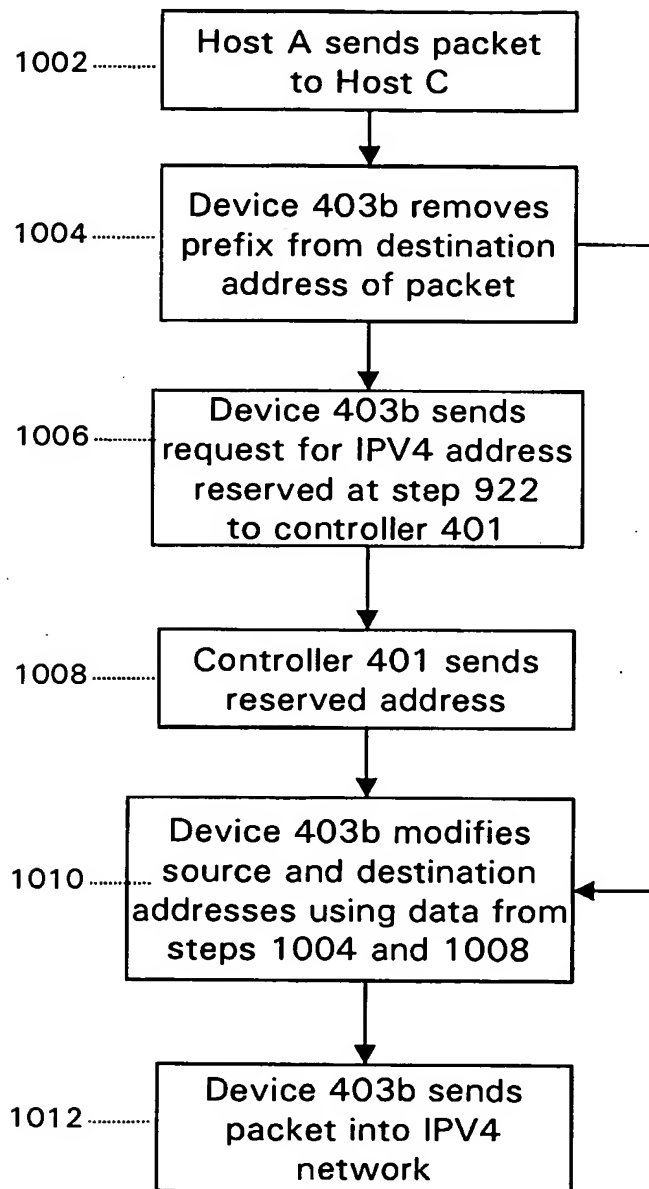 1002
Host A sends packet
to Host C
1004
Device 403b removes
prefix from destination
address of packet
1006
Device 403b sends
request for IPV4 address
reserved at step 922
to controller 401
1008
Controller 401 sends
reserved address
1010
Device 403b modifies
source and destination
addresses using data from
steps 1004 and 1008
1012
Device 403b sends
packet into IPV4
network